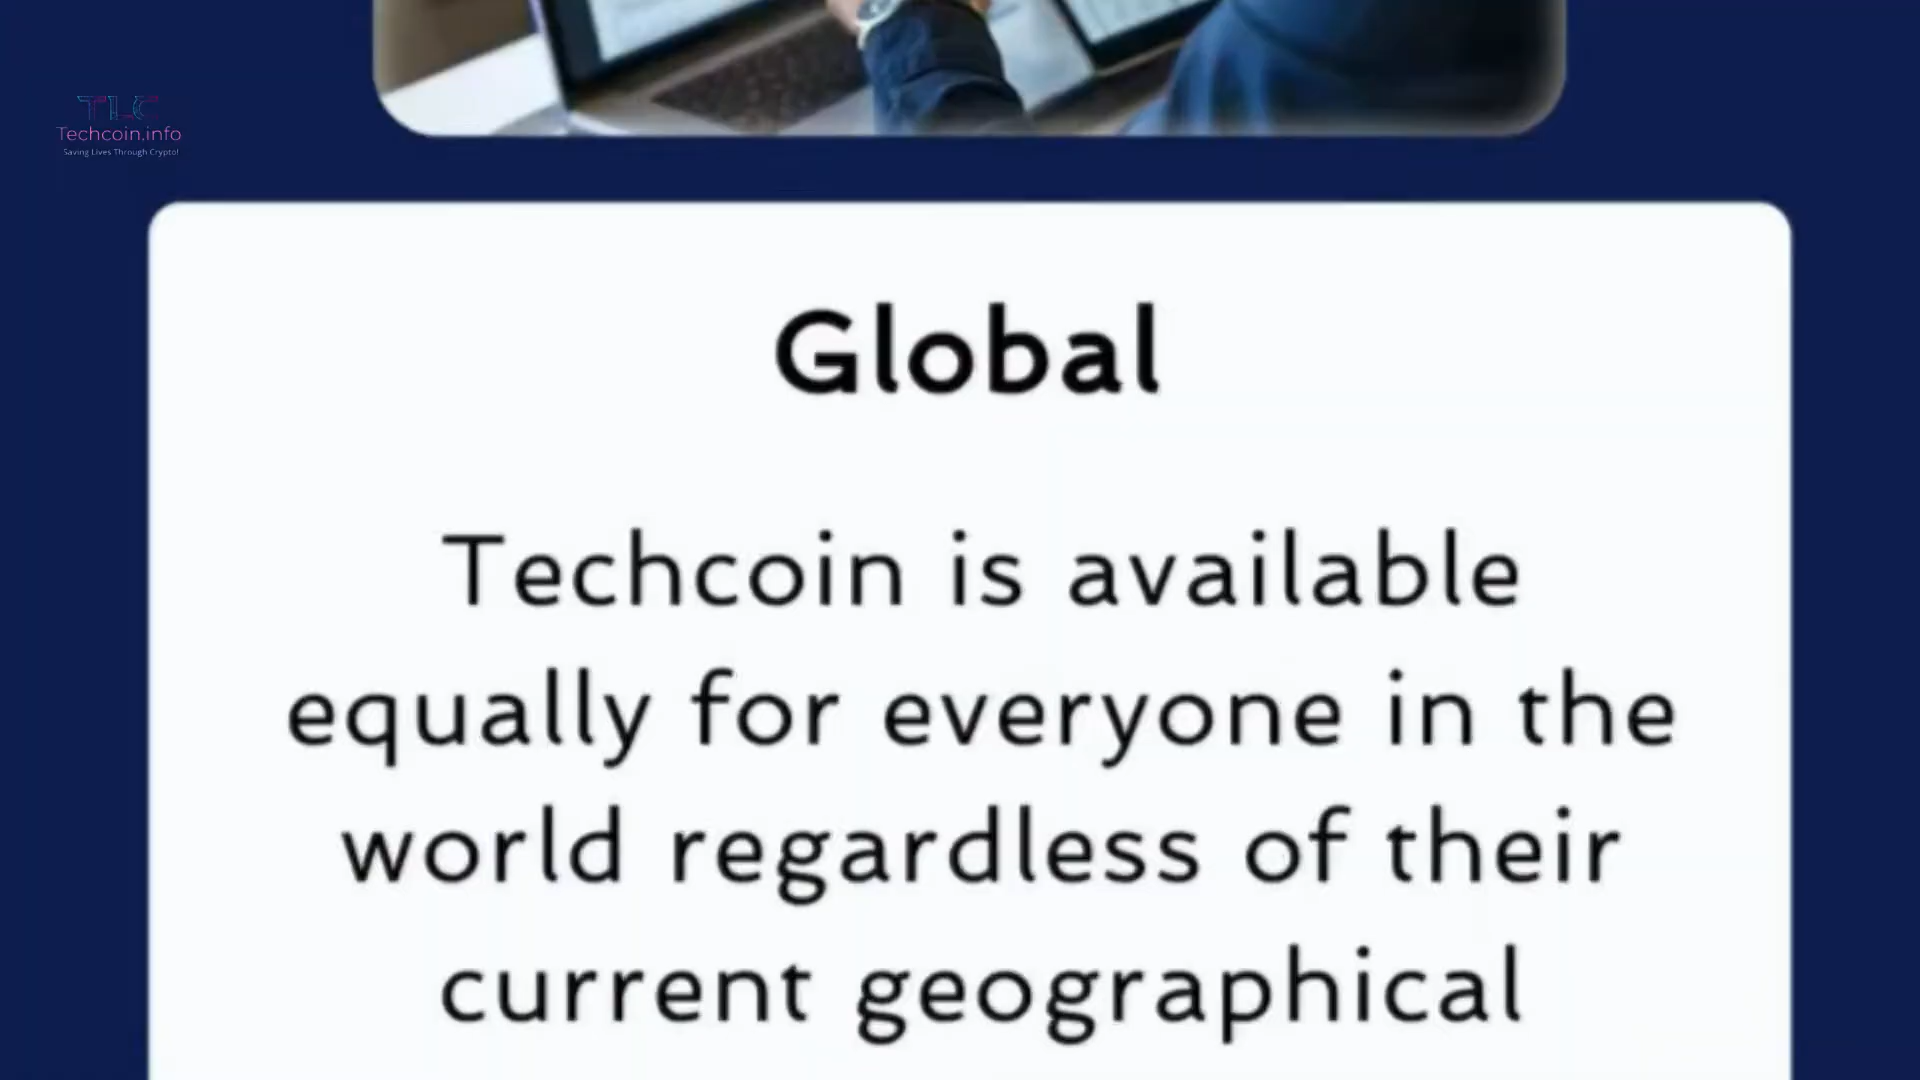 TLC
Techcoin.info
Saving Lives Through Crypto!
Global
Techcoin is available
equally for everyone in the
world regardless of their
current geographical